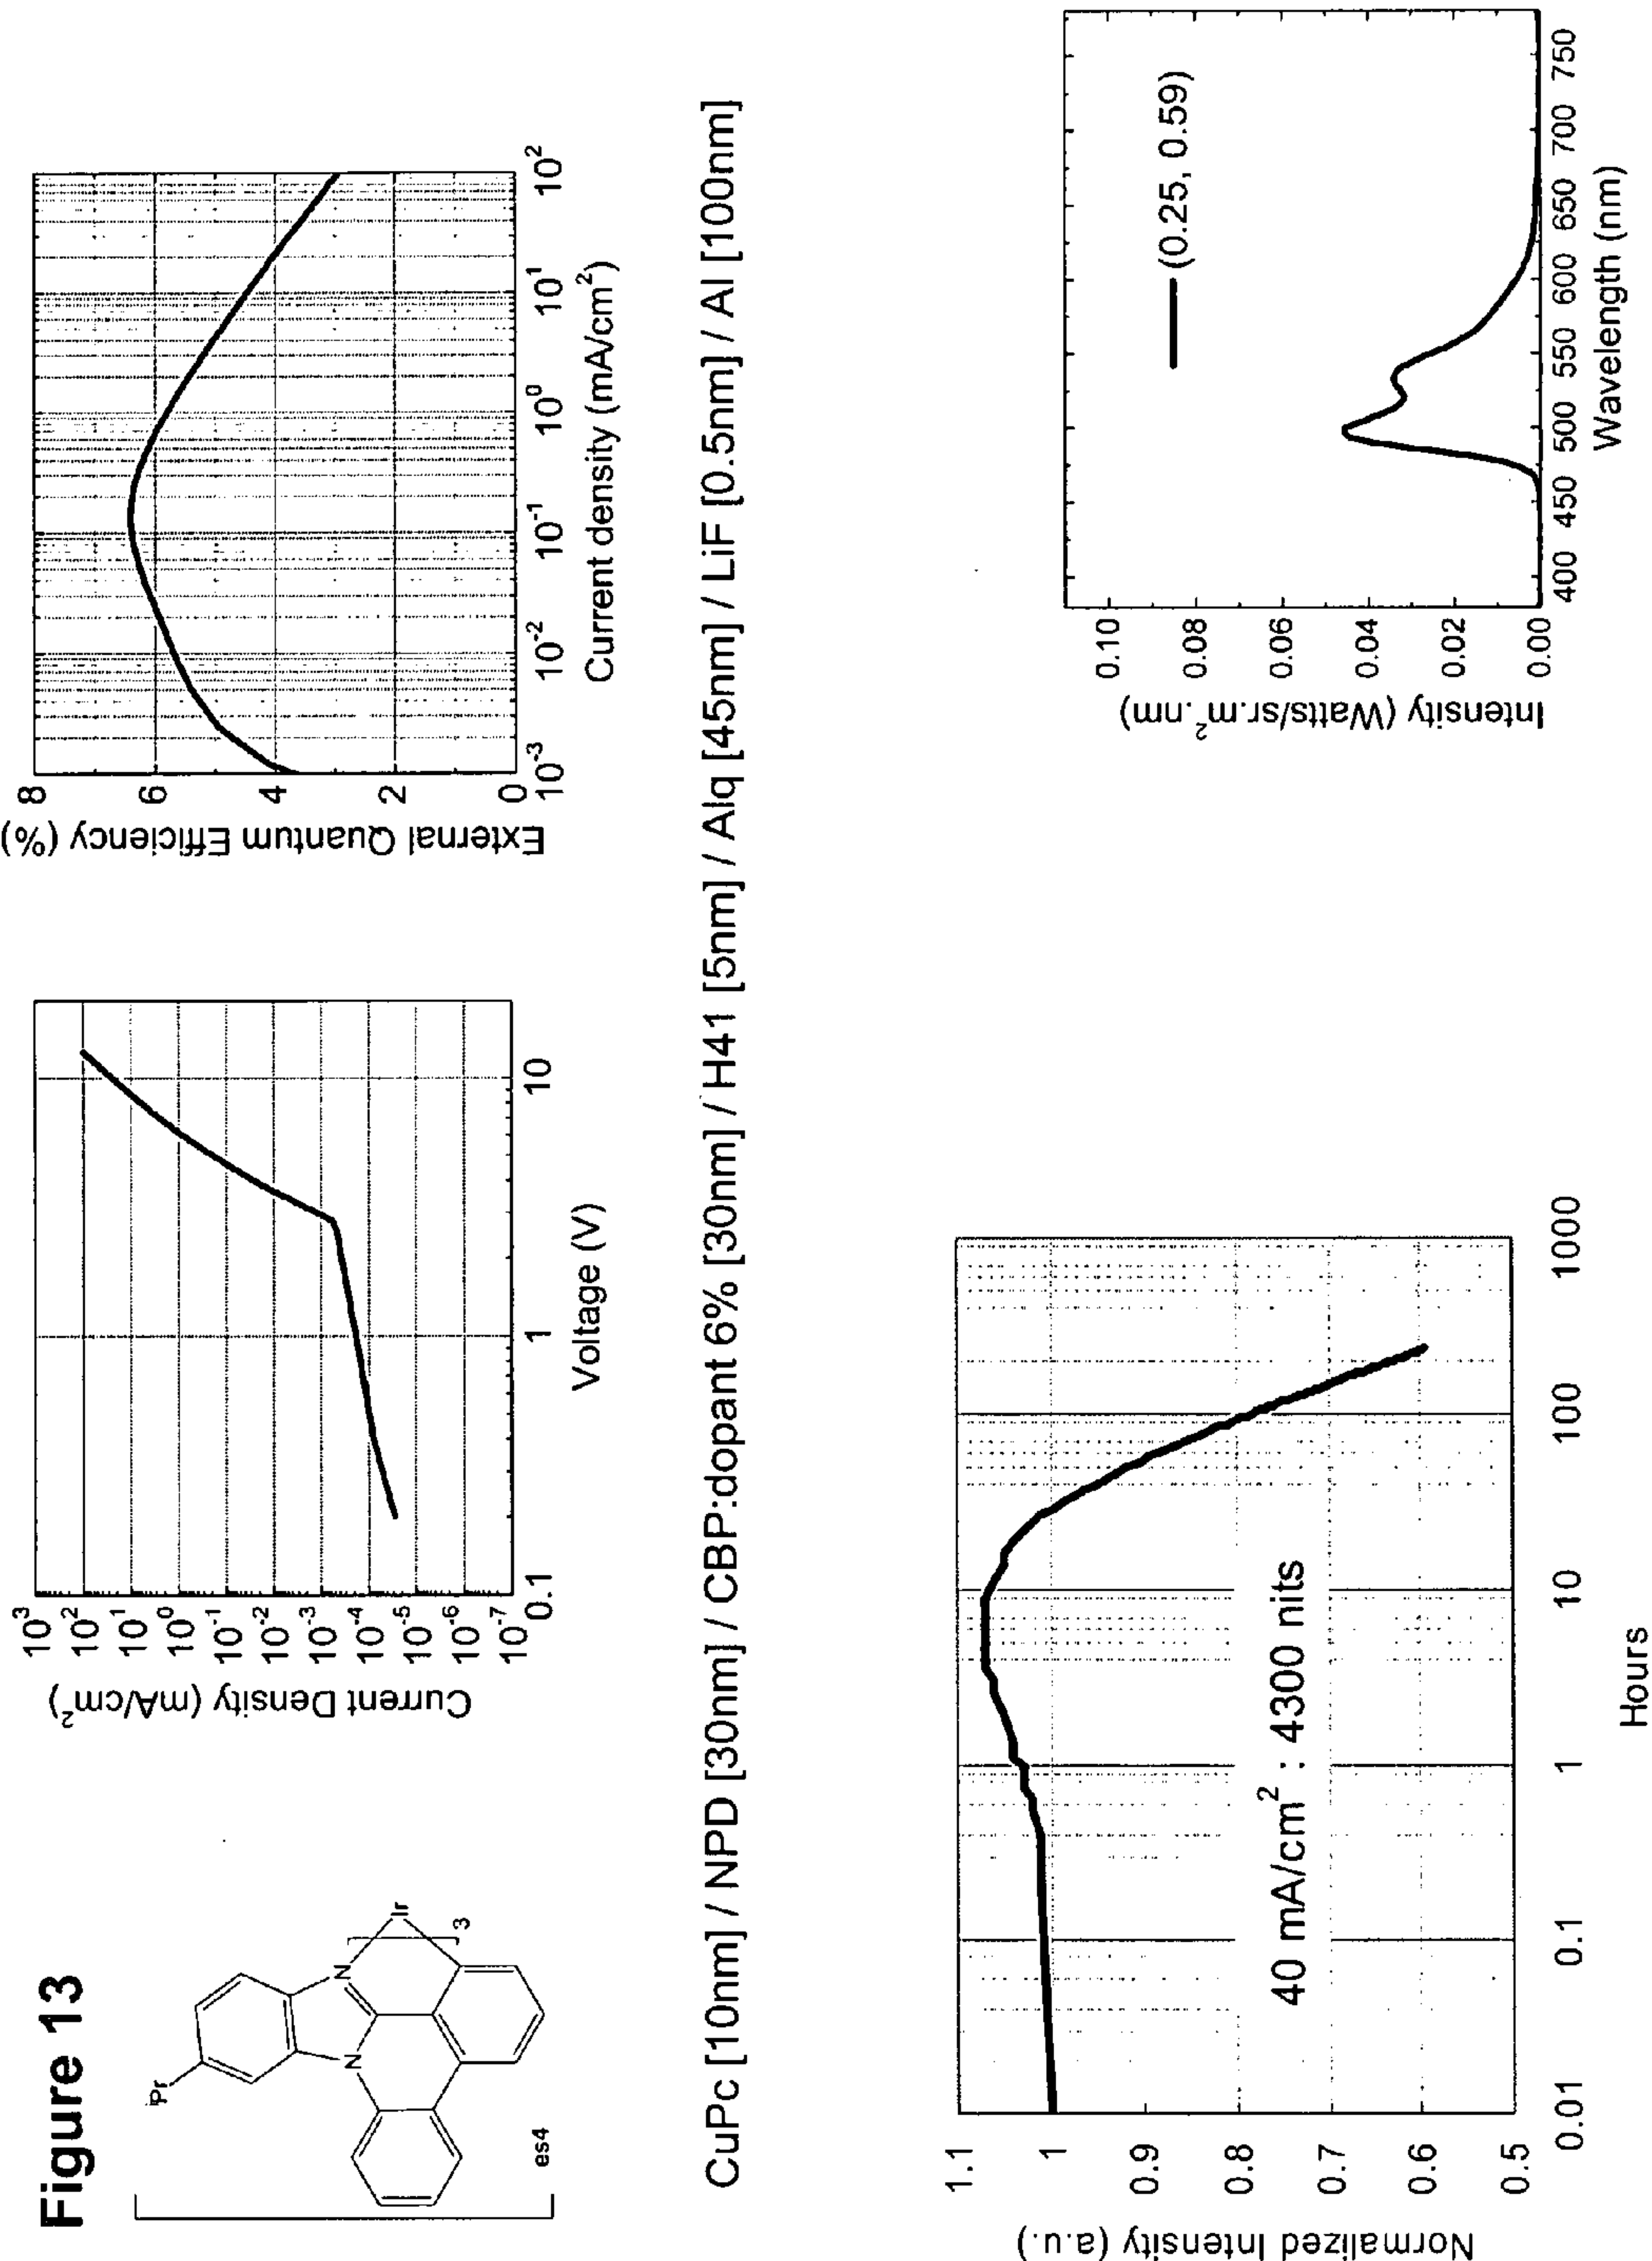 Figure 13
iPr
N
N
Ir
3
es4
Current Density (mA/cm²)
10³
10²
10¹
10⁰
10⁻¹
10⁻²
10⁻³
10⁻⁴
10⁻⁵
10⁻⁶
10⁻⁷
0.1 1 10
Voltage (V)
External Quantum Efficiency (%)
8
6
4
2
0
10⁻³ 10⁻² 10⁻¹ 10⁰ 10¹ 10²
Current density (mA/cm²)
CuPc [10nm] / NPD [30nm] / CBP:dopant 6% [30nm] / H41 [5nm] / Alq [45nm] / LiF [0.5nm] / Al [100nm]
Normalized Intensity (a.u.)
1.1
1
0.9
0.8
0.7
0.6
0.5
40 mA/cm² : 4300 nits
0.01 0.1 1 10 100 1000
Hours
Intensity (Watts/sr.m².nm)
0.10
0.08
0.06
0.04
0.02
0.00
(0.25, 0.59)
400 450 500 550 600 650 700 750
Wavelength (nm)